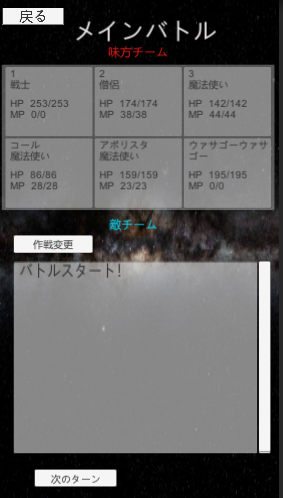 戻る
メインバトル
味方チーム
1
戦士
HP 253/253
MP 0/0
2
僧侶
HP 174/174
MP 38/38
3
魔法使い
HP 142/142
MP 44/44
コール
魔法使い
HP 86/86
MP 28/28
アポリスタ
魔法使い
HP 159/159
MP 23/23
ウァサゴーウァサ
ゴー
HP 195/195
MP 0/0
敵チーム
作戦変更
バトルスタート!
次のターン